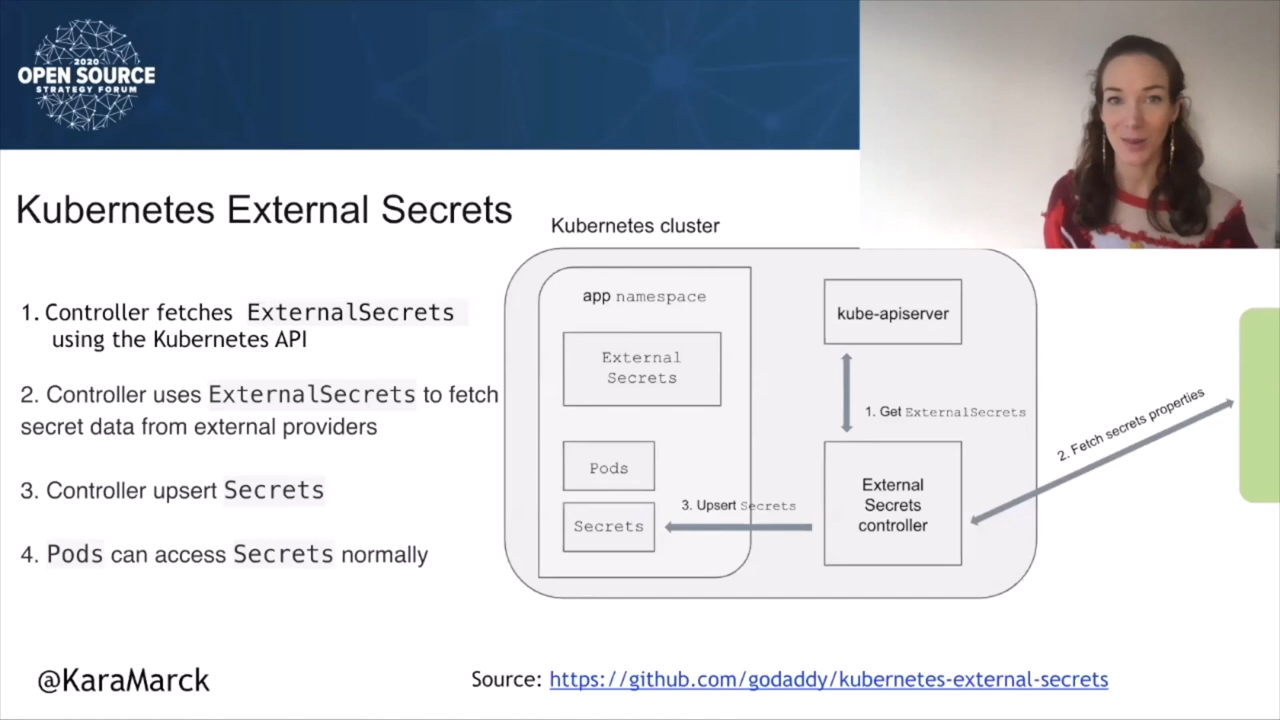 2020
OPEN SOURCE
STRATEGY FORUM
Kubernetes External Secrets
1. Controller fetches ExternalSecrets
using the Kubernetes API
2. Controller uses ExternalSecrets to fetch
secret data from external providers
3. Controller upsert Secrets
4. Pods can access Secrets normally
Kubernetes cluster
app namespace
External
Secrets
Pods
Secrets
kube-apiserver
1. Get ExternalSecrets
External
Secrets
controller
2. Fetch secrets properties
3. Upsert Secrets
@KaraMarck
Source: https://github.com/godaddy/kubernetes-external-secrets